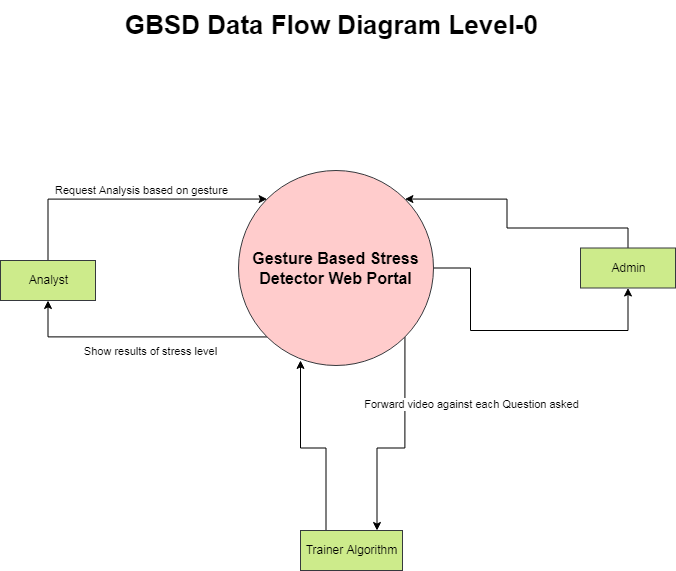 GBSD Data Flow Diagram Level-0
Request Analysis based on gesture
Gesture Based Stress
Detector Web Portal
Analyst
Admin
Show results of stress level
Forward video against each Question asked
Trainer Algorithm